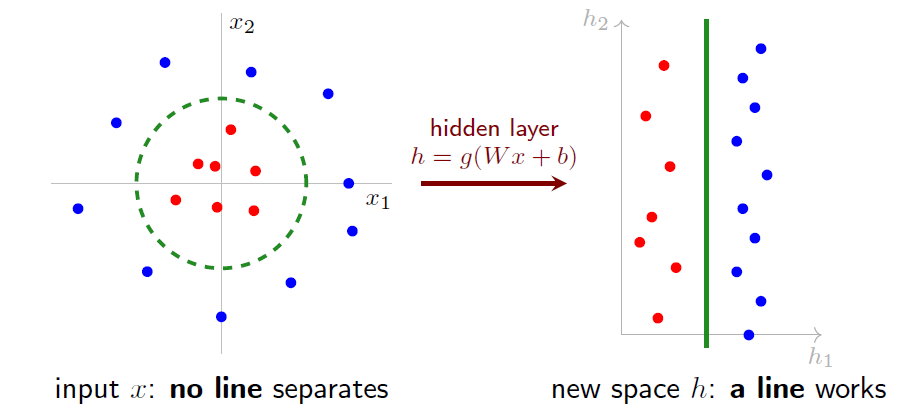 x₂
x₁
hidden layer
h = g(Wx + b)
h₂
h₁
input x: no line separates
new space h: a line works